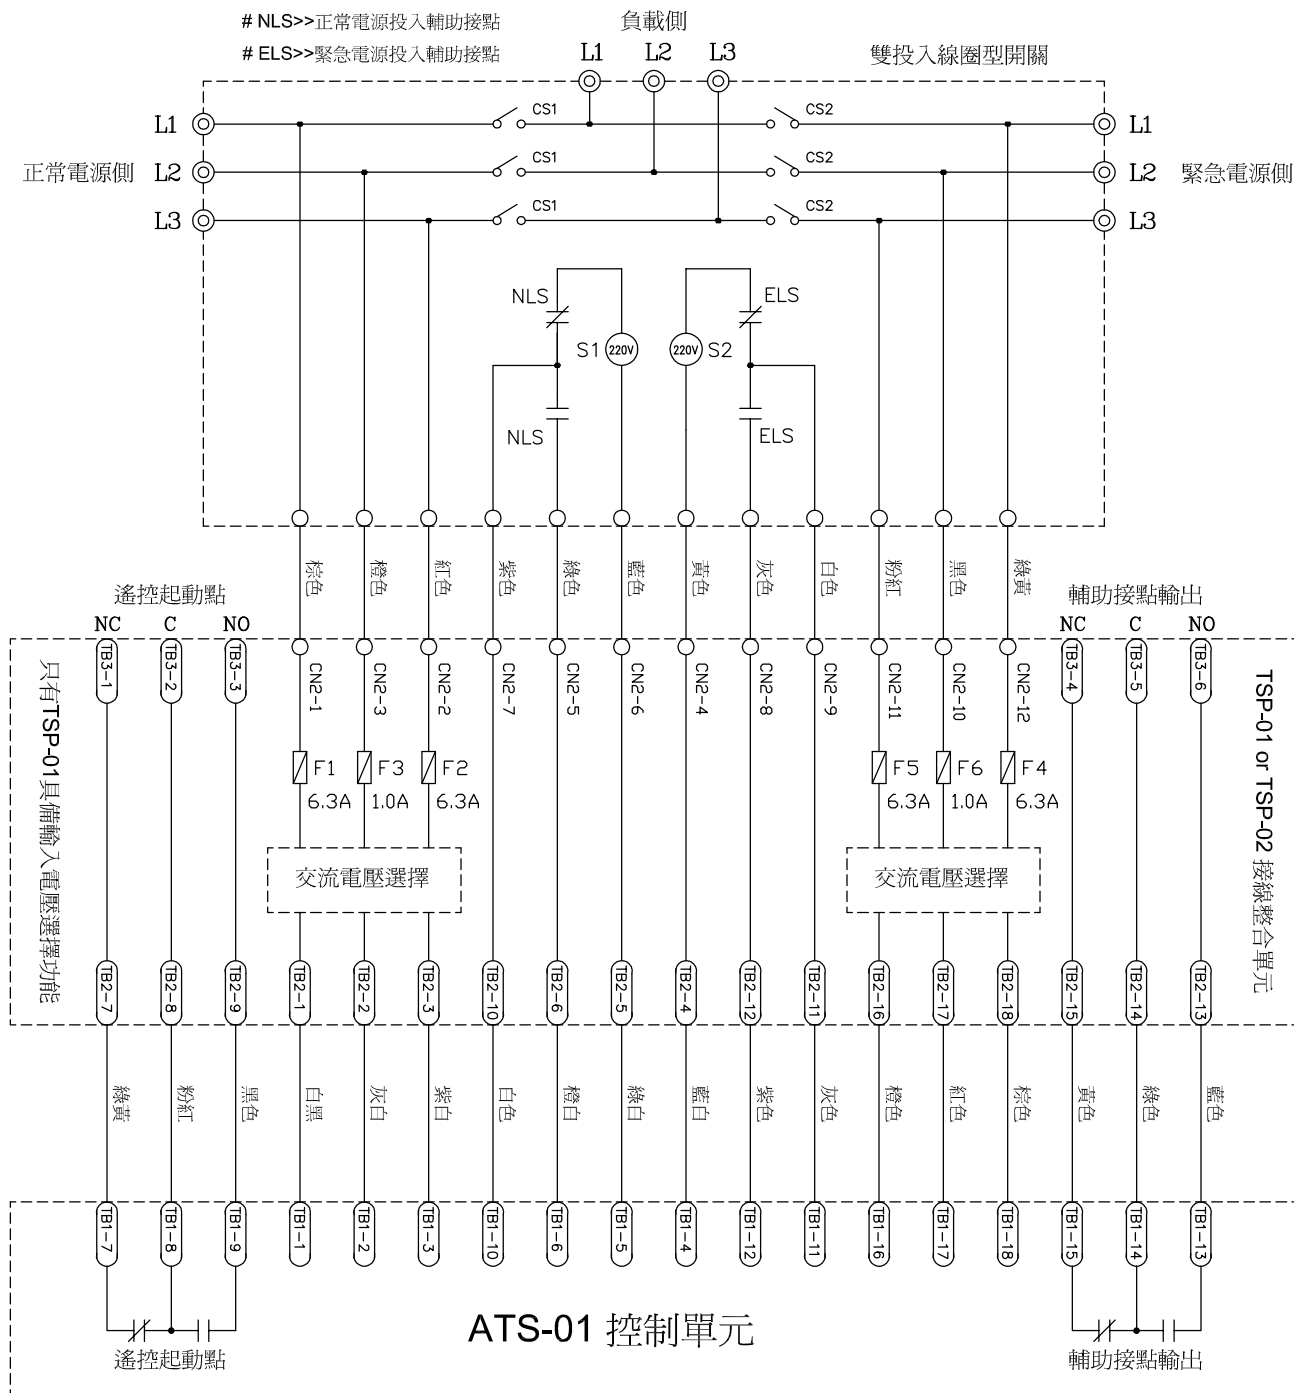 # NLS>>正常電源投入輔助接點
# ELS>>緊急電源投入輔助接點
負載側
L1 L2 L3
雙投入線圈型開關
L1 CS1 CS2 L1
正常電源側 L2 CS1 CS2 L2 緊急電源側
L3 CS1 CS2 L3
NLS ELS
S1 220V 220V S2
NLS ELS
棕色 橙色 紅色 紫色 綠色 藍色 黃色 灰色 白色 粉紅 黑色 綠黃
遙控起動點 輔助接點輸出
NC C NO NC C NO
TB3-1 TB3-2 TB3-3 CN2-1 CN2-3 CN2-2 CN2-7 CN2-5 CN2-6 CN2-4 CN2-8 CN2-9 CN2-11 CN2-10 CN2-12 TB3-4 TB3-5 TB3-6
只有TSP-01具備輸入電壓選擇功能
TSP-01 or TSP-02 接線整合單元
F1 F3 F2 F5 F6 F4
6.3A 1.0A 6.3A 6.3A 1.0A 6.3A
交流電壓選擇 交流電壓選擇
TB2-7 TB2-8 TB2-9 TB2-1 TB2-2 TB2-3 TB2-10 TB2-6 TB2-5 TB2-4 TB2-12 TB2-11 TB2-16 TB2-17 TB2-18 TB2-15 TB2-14 TB2-13
綠黃 粉紅 黑色 白黑 灰白 紫白 白色 橙白 綠白 藍白 紫色 灰色 橙色 紅色 棕色 黃色 綠色 藍色
TB1-7 TB1-8 TB1-9 TB1-1 TB1-2 TB1-3 TB1-10 TB1-6 TB1-5 TB1-4 TB1-12 TB1-11 TB1-16 TB1-17 TB1-18 TB1-15 TB1-14 TB1-13
ATS-01 控制單元
遙控起動點 輔助接點輸出